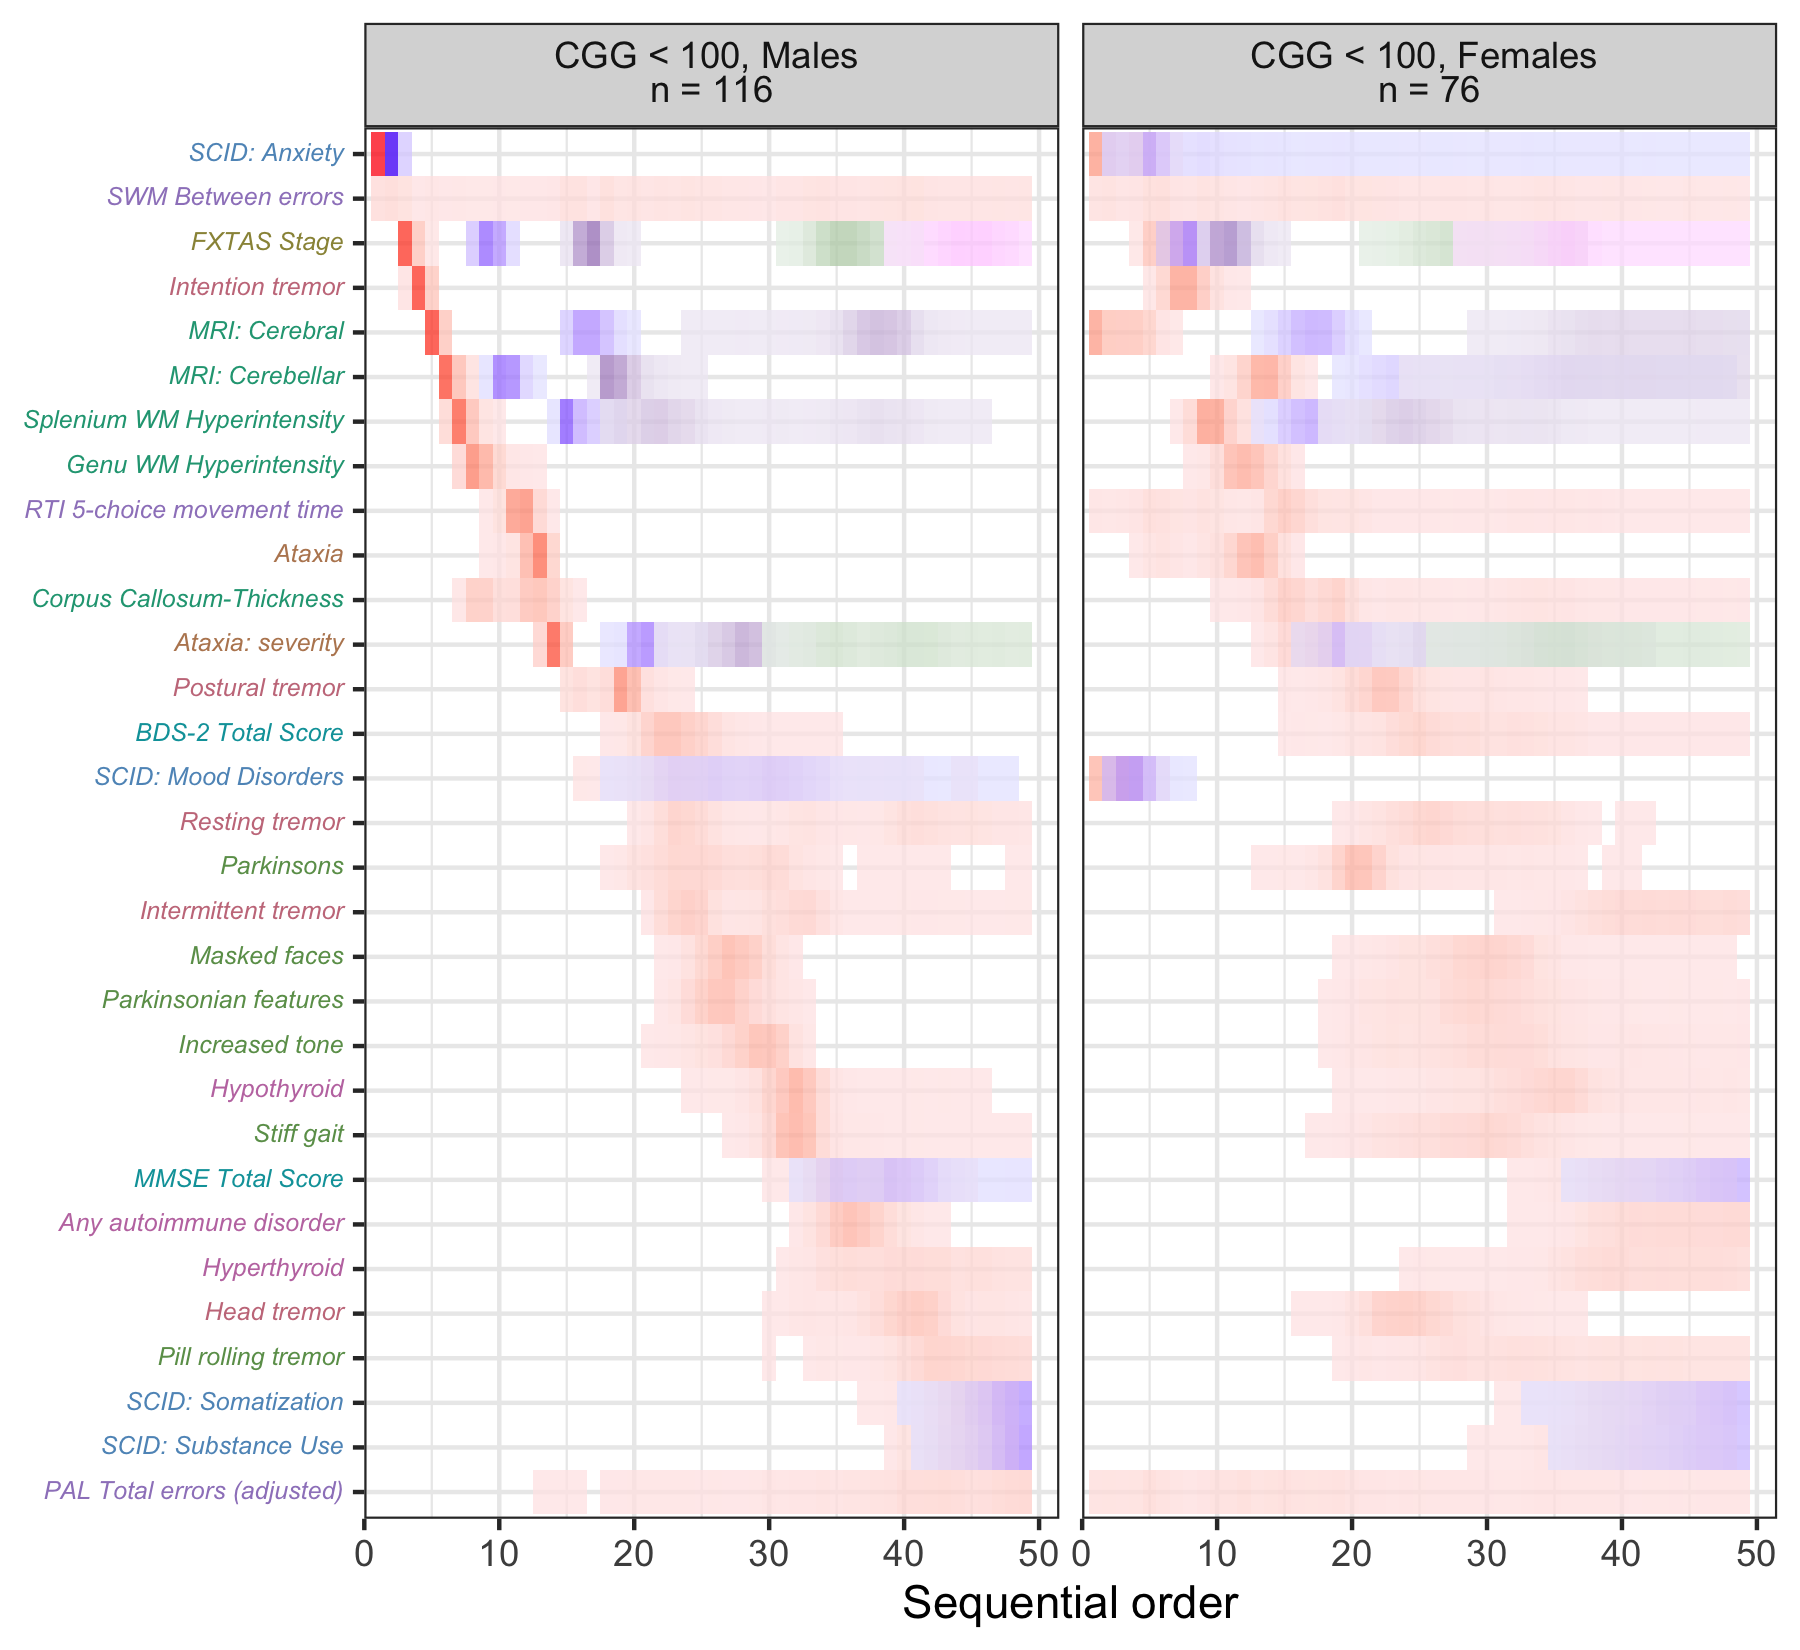 CGG < 100, Males
n = 116
CGG < 100, Females
n = 76
SCID: Anxiety
SWM Between errors
FXTAS Stage
Intention tremor
MRI: Cerebral
MRI: Cerebellar
Splenium WM Hyperintensity
Genu WM Hyperintensity
RTI 5-choice movement time
Ataxia
Corpus Callosum-Thickness
Ataxia: severity
Postural tremor
BDS-2 Total Score
SCID: Mood Disorders
Resting tremor
Parkinsons
Intermittent tremor
Masked faces
Parkinsonian features
Increased tone
Hypothyroid
Stiff gait
MMSE Total Score
Any autoimmune disorder
Hyperthyroid
Head tremor
Pill rolling tremor
SCID: Somatization
SCID: Substance Use
PAL Total errors (adjusted)
0 10 20 30 40 50 0 10 20 30 40 50
Sequential order